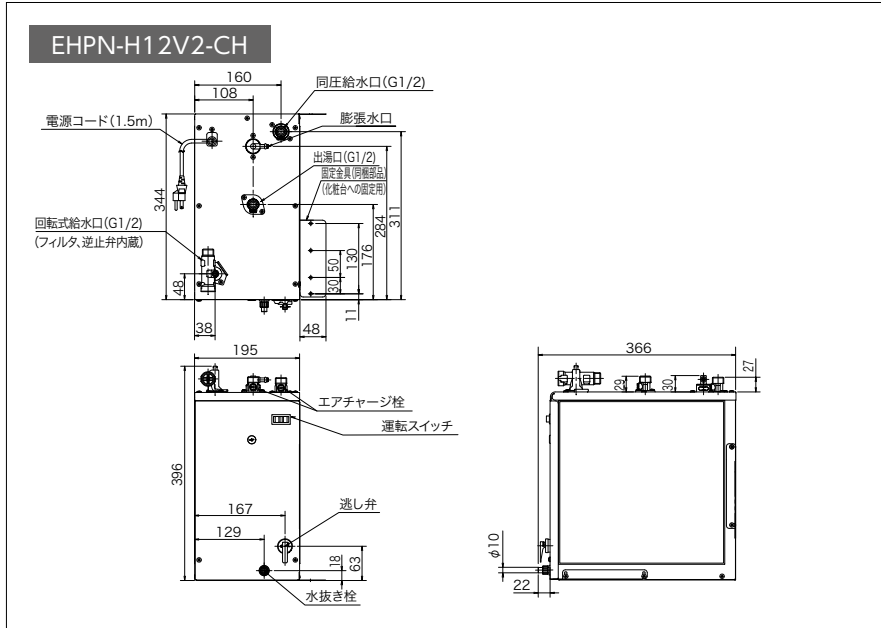 EHPN-H12V2-CH
160
同圧給水口(G1/2)
108
膨張水口
電源コード(1.5m)
出湯口(G1/2)
固定金具(同梱部品)
(化粧台への固定用)
344
311
284
176
130
50
30
11
回転式給水口(G1/2)
(フィルタ、逆止弁内蔵)
48
38
48
195
366
27
29
30
エアチャージ栓
運転スイッチ
396
167
逃し弁
129
18
63
水抜き栓
φ10
22